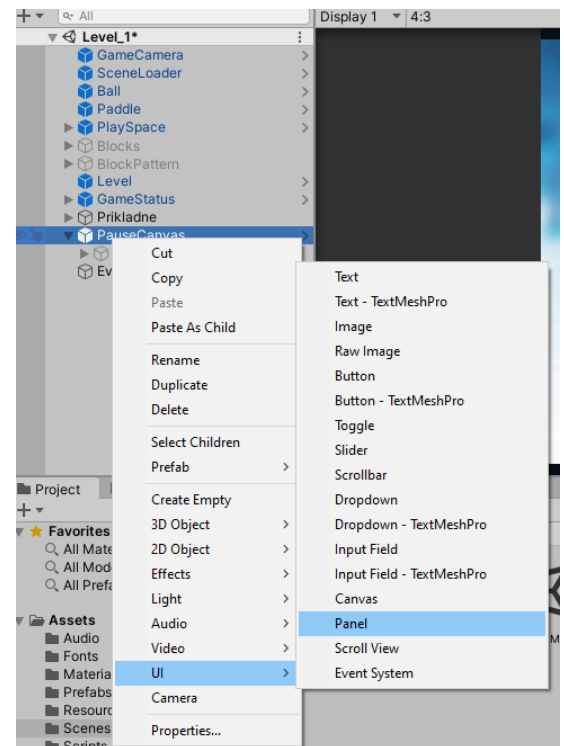 All
Display 1
4:3
Level_1*
GameCamera
SceneLoader
Ball
Paddle
PlaySpace
Blocks
BlockPattern
Level
GameStatus
Prikladne
PauseCanvas
Ev
Cut
Copy
Paste
Paste As Child
Rename
Duplicate
Delete
Select Children
Prefab
Create Empty
3D Object
2D Object
Effects
Light
Audio
Video
UI
Camera
Properties...
Text
Text - TextMeshPro
Image
Raw Image
Button
Button - TextMeshPro
Toggle
Slider
Scrollbar
Dropdown
Dropdown - TextMeshPro
Input Field
Input Field - TextMeshPro
Canvas
Panel
Scroll View
Event System
Project
Favorites
All Mate
All Mod
All Prefa
Assets
Audio
Fonts
Materia
Prefabs
Resourc
Scenes
Scripts
M